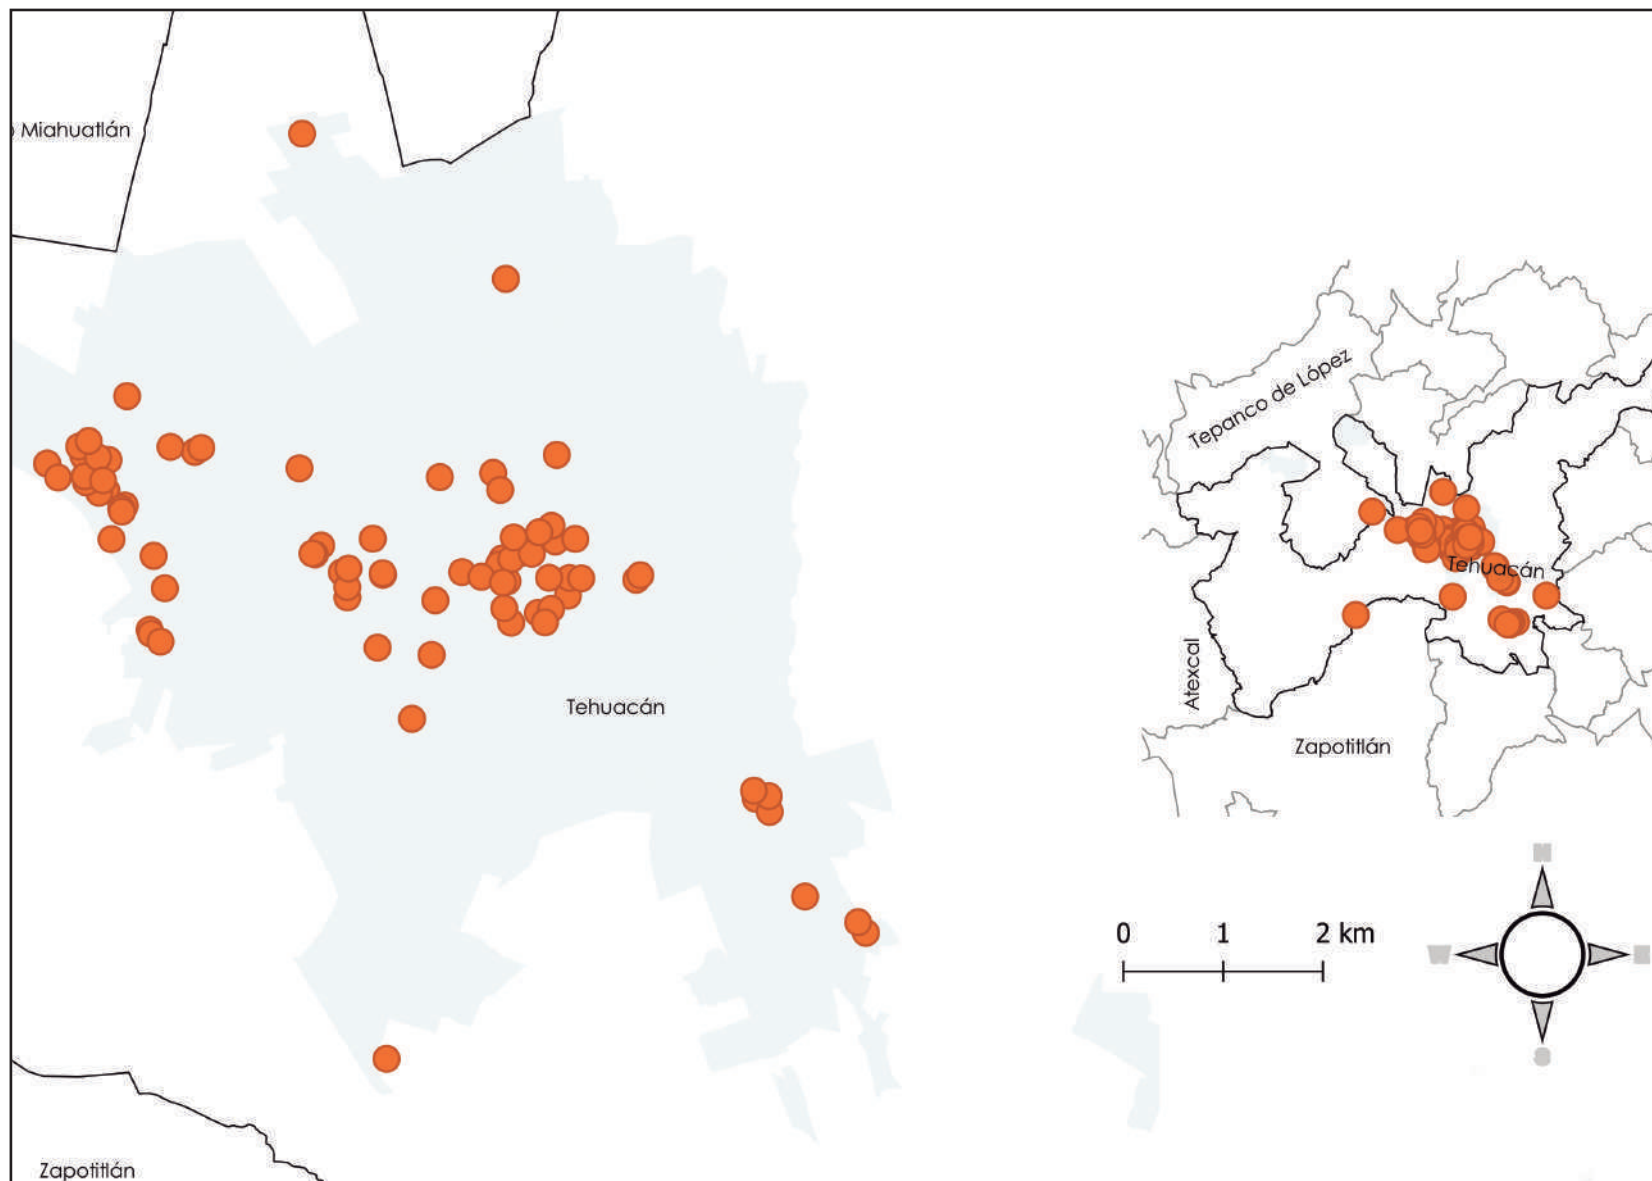 Miahuatlán
Tepanco de López
Tehuacán
Atexcal
Zapotitlán
Tehuacán
0 1 2 km
W
S
Zapotitlán